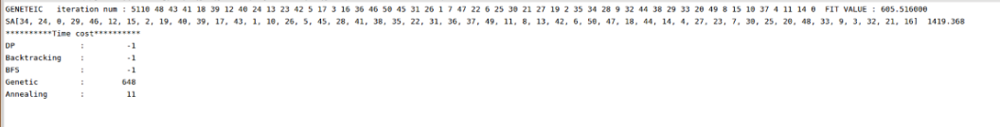 GENETEIC   iteration num : 5110 48 43 41 18 39 12 40 24 13 23 42 5 17 3 16 36 46 50 45 31 26 1 7 47 22 6 25 30 21 27 19 2 35 34 28 9 32 44 38 29 33 20 49 8 15 10 37 4 11 14 0  FIT VALUE : 605.516000
SA[34, 24, 0, 29, 46, 12, 15, 2, 19, 40, 39, 17, 43, 1, 10, 26, 5, 45, 28, 41, 38, 35, 22, 31, 36, 37, 49, 11, 8, 13, 42, 6, 50, 47, 18, 44, 14, 4, 27, 23, 7, 30, 25, 20, 48, 33, 9, 3, 32, 21, 16]  1419.368
**********Time cost**********
DP : -1
Backtracking : -1
BFS : -1
Genetic : 648
Annealing : 11